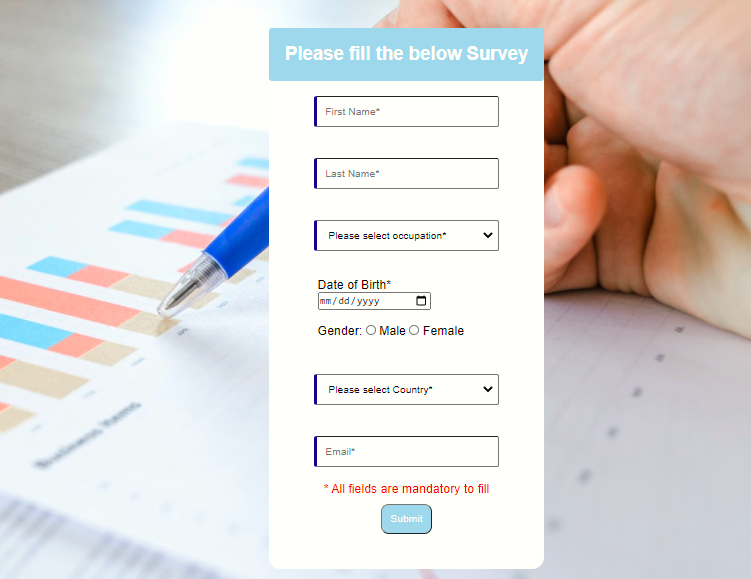 Please fill the below Survey
First Name*
Last Name*
Please select occupation*
Date of Birth*
mm/dd/yyyy
Gender: Male Female
Please select Country*
Email*
* All fields are mandatory to fill
Submit
Business Items